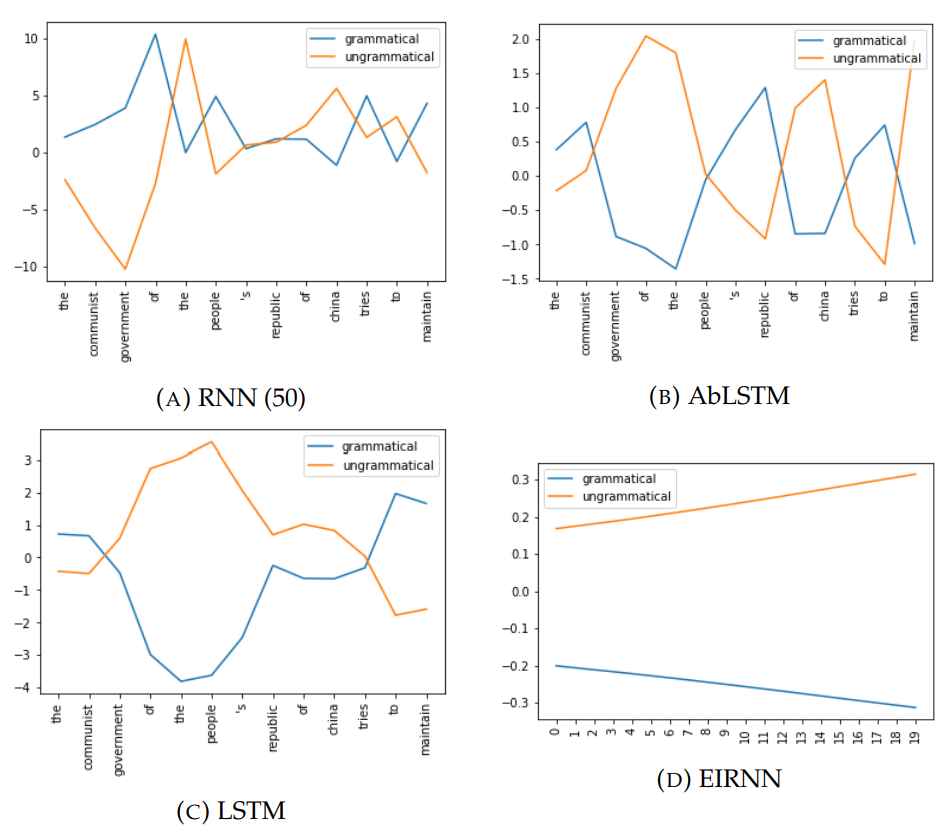 grammatical
ungrammatical
10
5
0
−5
−10
the
communist
government
of
the
people
's
republic
of
china
tries
to
maintain
(A) RNN (50)
grammatical
ungrammatical
2.0
1.5
1.0
0.5
0.0
−0.5
−1.0
−1.5
the
communist
government
of
the
people
's
republic
of
china
tries
to
maintain
(B) AbLSTM
grammatical
ungrammatical
3
2
1
0
−1
−2
−3
−4
the
communist
government
of
the
people
's
republic
of
china
tries
to
maintain
(C) LSTM
grammatical
ungrammatical
0.3
0.2
0.1
0.0
−0.1
−0.2
−0.3
0
1
2
3
4
5
6
7
8
9
10
11
12
13
14
15
16
17
18
19
(D) EIRNN